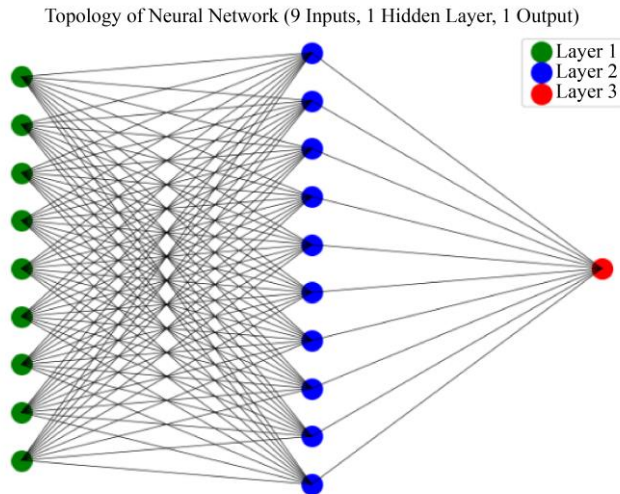 Topology of Neural Network (9 Inputs, 1 Hidden Layer, 1 Output)
Layer 1
Layer 2
Layer 3